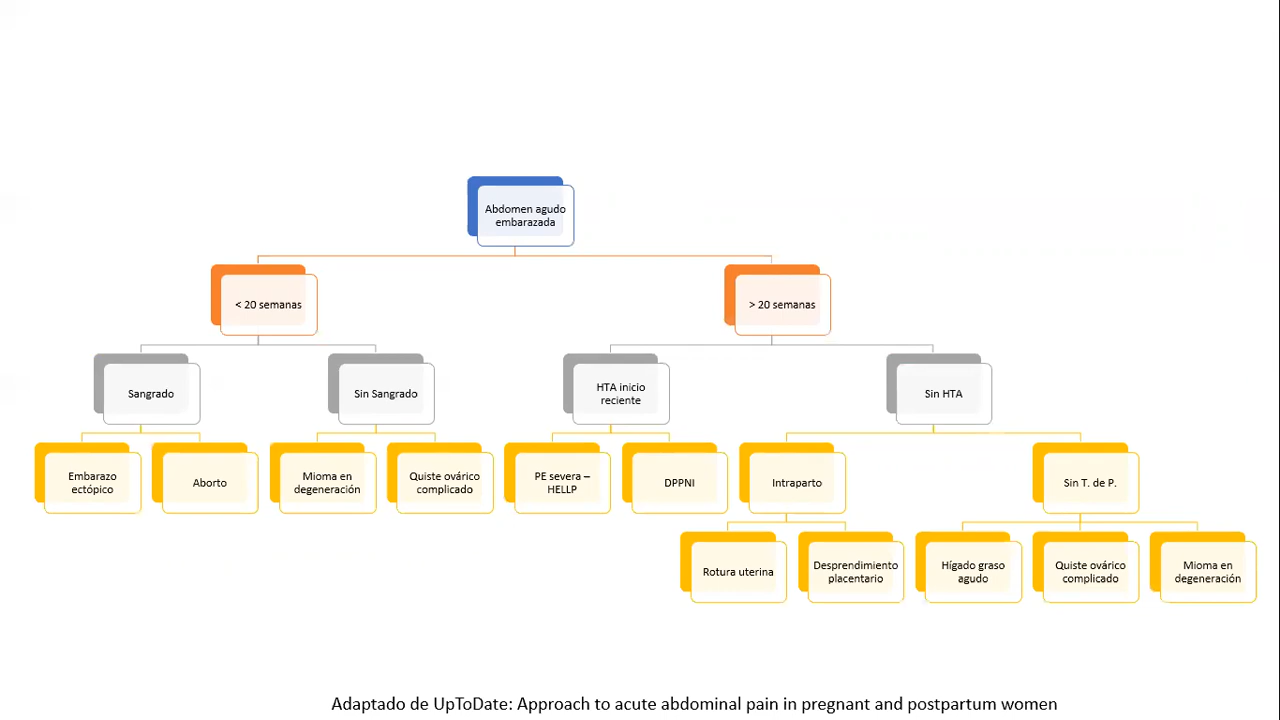 Abdomen agudo
embarazada
< 20 semanas
> 20 semanas
Sangrado
Sin Sangrado
HTA inicio
reciente
Sin HTA
Embarazo
ectópico
Aborto
Mioma en
degeneración
Quiste ovárico
complicado
PE severa –
HELLP
DPPNI
Intraparto
Sin T. de P.
Rotura uterina
Desprendimiento
placentario
Hígado graso
agudo
Quiste ovárico
complicado
Mioma en
degeneración
Adaptado de UpToDate: Approach to acute abdominal pain in pregnant and postpartum women